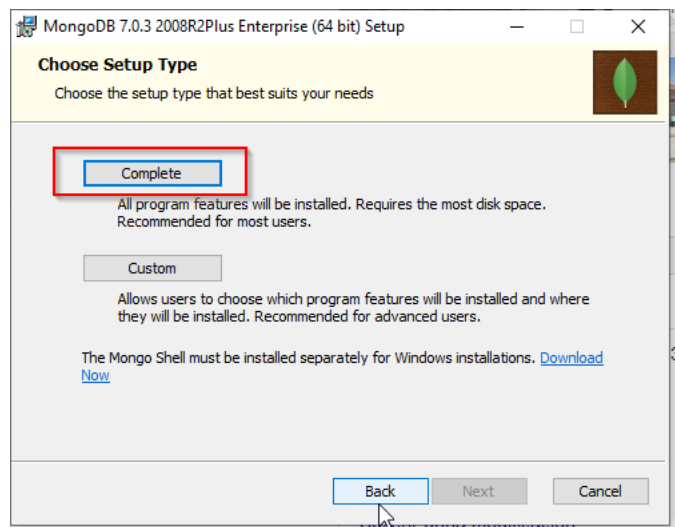 MongoDB 7.0.3 2008R2Plus Enterprise (64 bit) Setup
Choose Setup Type
Choose the setup type that best suits your needs
Complete
All program features will be installed. Requires the most disk space.
Recommended for most users.
Custom
Allows users to choose which program features will be installed and where
they will be installed. Recommended for advanced users.
The Mongo Shell must be installed separately for Windows installations. Download
Now
Back Next Cancel